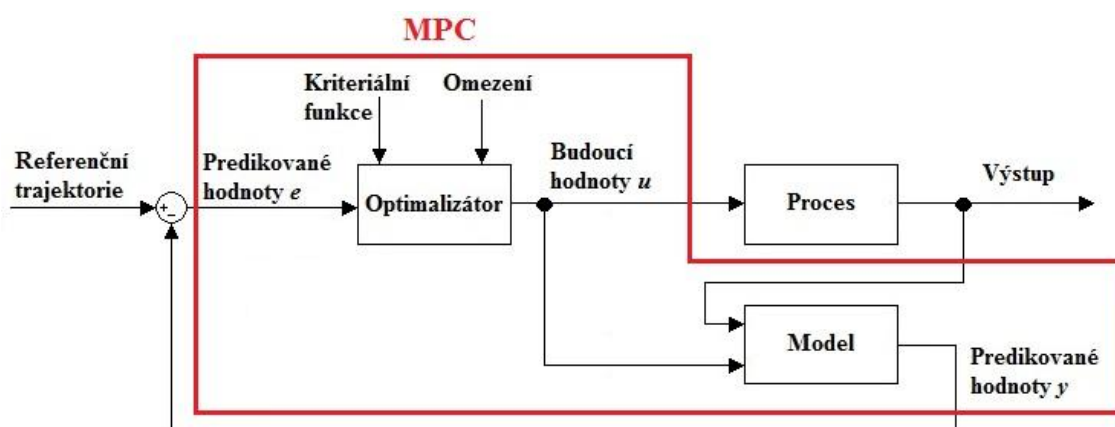 MPC
Kriteriální
funkce
Omezení
Referenční
trajektorie
Predikované
hodnoty e
+
-
Optimalizátor
Budoucí
hodnoty u
Proces
Výstup
Model
Predikované
hodnoty y